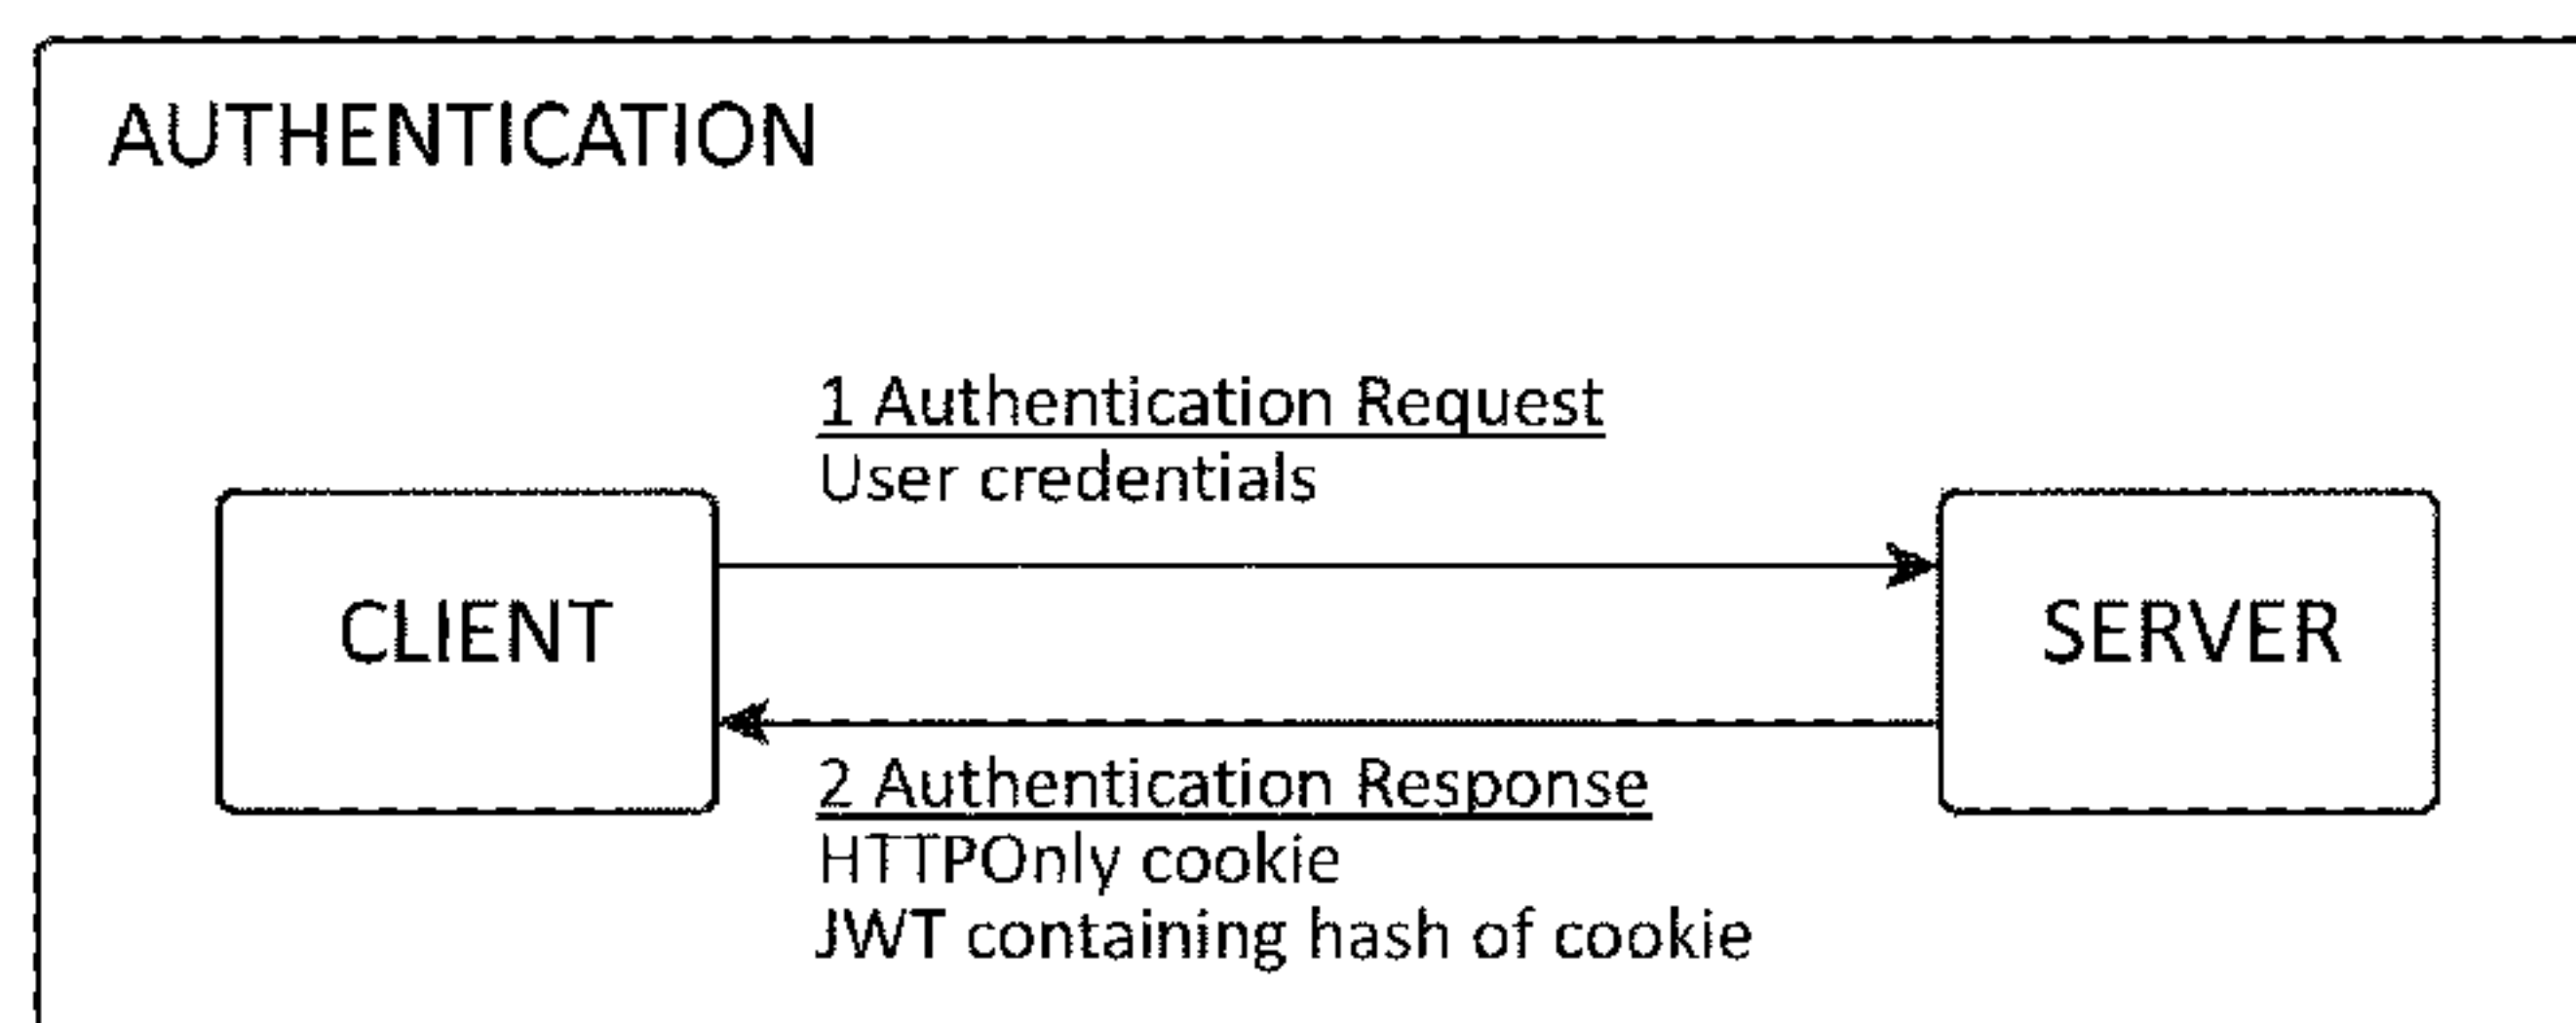 AUTHENTICATION
1 Authentication Request
User credentials
CLIENT
SERVER
2 Authentication Response
HTTPOnly cookie
JWT containing hash of cookie